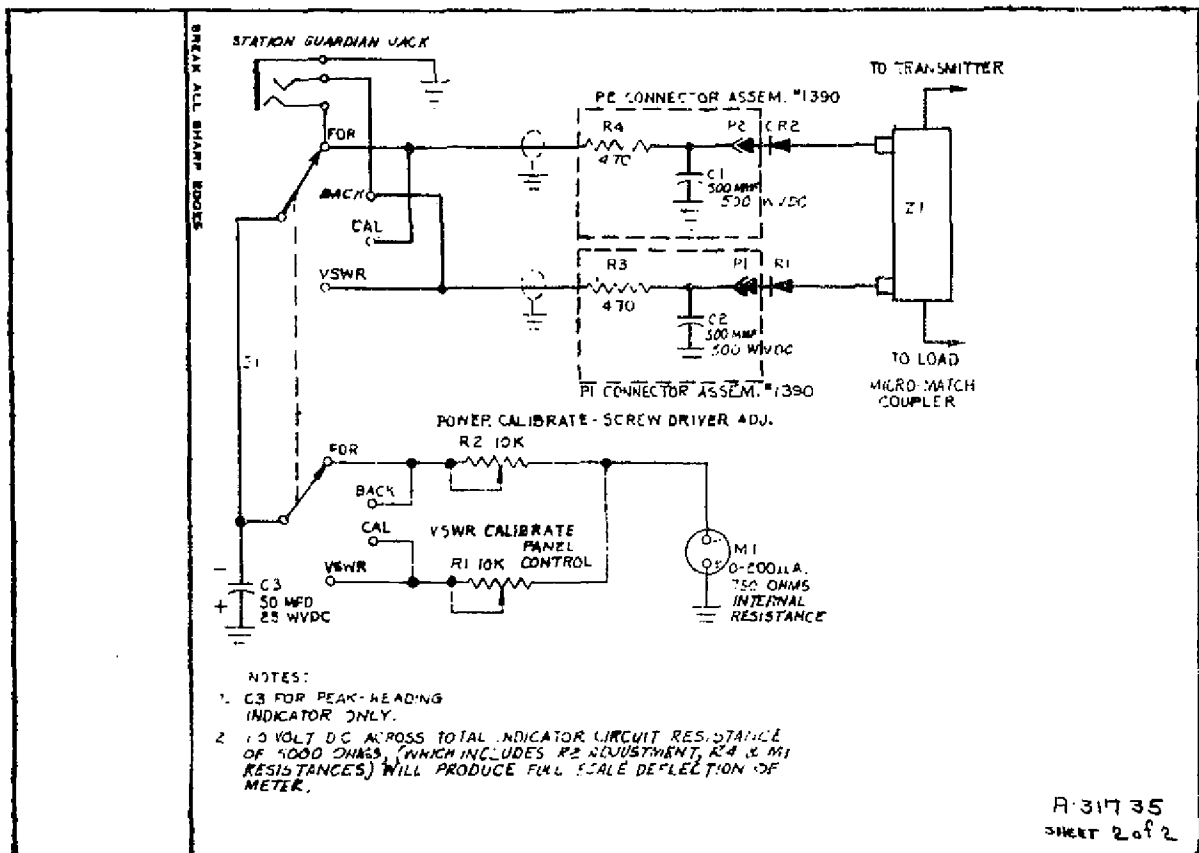 BREAK ALL SHARP EDGES
STATION GUARDIAN JACK
FOR
BACK
CAL
VSWR
CONNECTOR ASSEM. #1390
R4
470
C1
500
500 WVDC
P2
CR2
TO TRANSMITTER
Z1
R3
470
C2
500
500 WVDC
P1
R1
P1 CONNECTOR ASSEM. #1390
TO LOAD
MICRO-MATCH
COUPLER
POWER CALIBRATE - SCREW DRIVER ADJ.
FOR
R2 10K
BACK
CAL
VSWR
VSWR CALIBRATE
PANEL
CONTROL
R1 10K
M1
750 OHMS
INTERNAL
RESISTANCE
-
+
C3
50 MFD
25 WVDC
NOTES:
1. C3 FOR PEAK-READING
INDICATOR ONLY.
2 VOLT DC ACROSS TOTAL INDICATOR CIRCUIT RESISTANCE
OF 5000 OHMS, (WHICH INCLUDES R2 ADJUSTMENT, R4 & M1
RESISTANCES) WILL PRODUCE FULL SCALE DEFLECTION OF
METER.
A-31735
SHEET 2 of 2